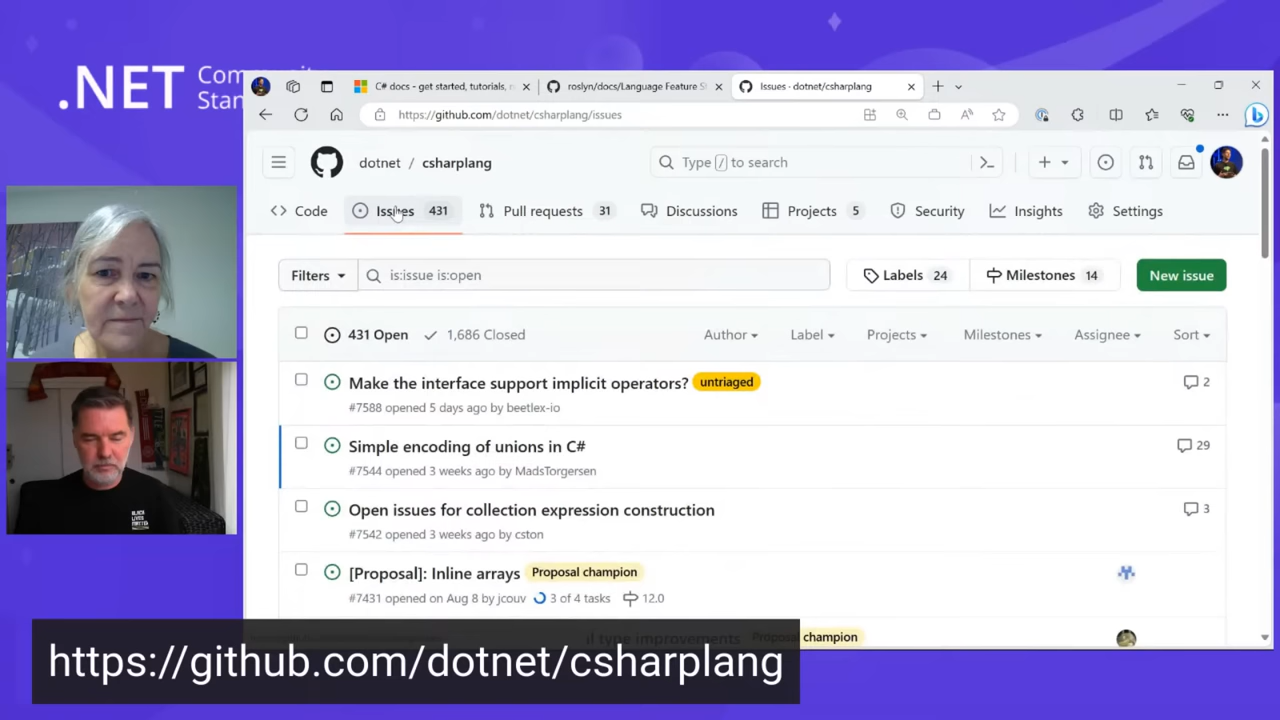 .NET Com
Stan
C# docs - get started, tutorials,
roslyn/docs/Language Feature S
Issues - dotnet/csharplang
https://github.com/dotnet/csharplang/issues
dotnet / csharplang
Type / to search
Code
Issues 431
Pull requests 31
Discussions
Projects 5
Security
Insights
Settings
Filters
is:issue is:open
Labels 24
Milestones 14
New issue
431 Open
1,686 Closed
Author
Label
Projects
Milestones
Assignee
Sort
Make the interface support implicit operators? untriaged
2
#7588 opened 5 days ago by beetlex-io
Simple encoding of unions in C#
29
#7544 opened 3 weeks ago by MadsTorgersen
Open issues for collection expression construction
3
#7542 opened 3 weeks ago by cston
[Proposal]: Inline arrays Proposal champion
#7431 opened on Aug 8 by jcouv 3 of 4 tasks 12.0
type improvements Proposal champion
BLACK
LIVES
MATTER
https://github.com/dotnet/csharplang